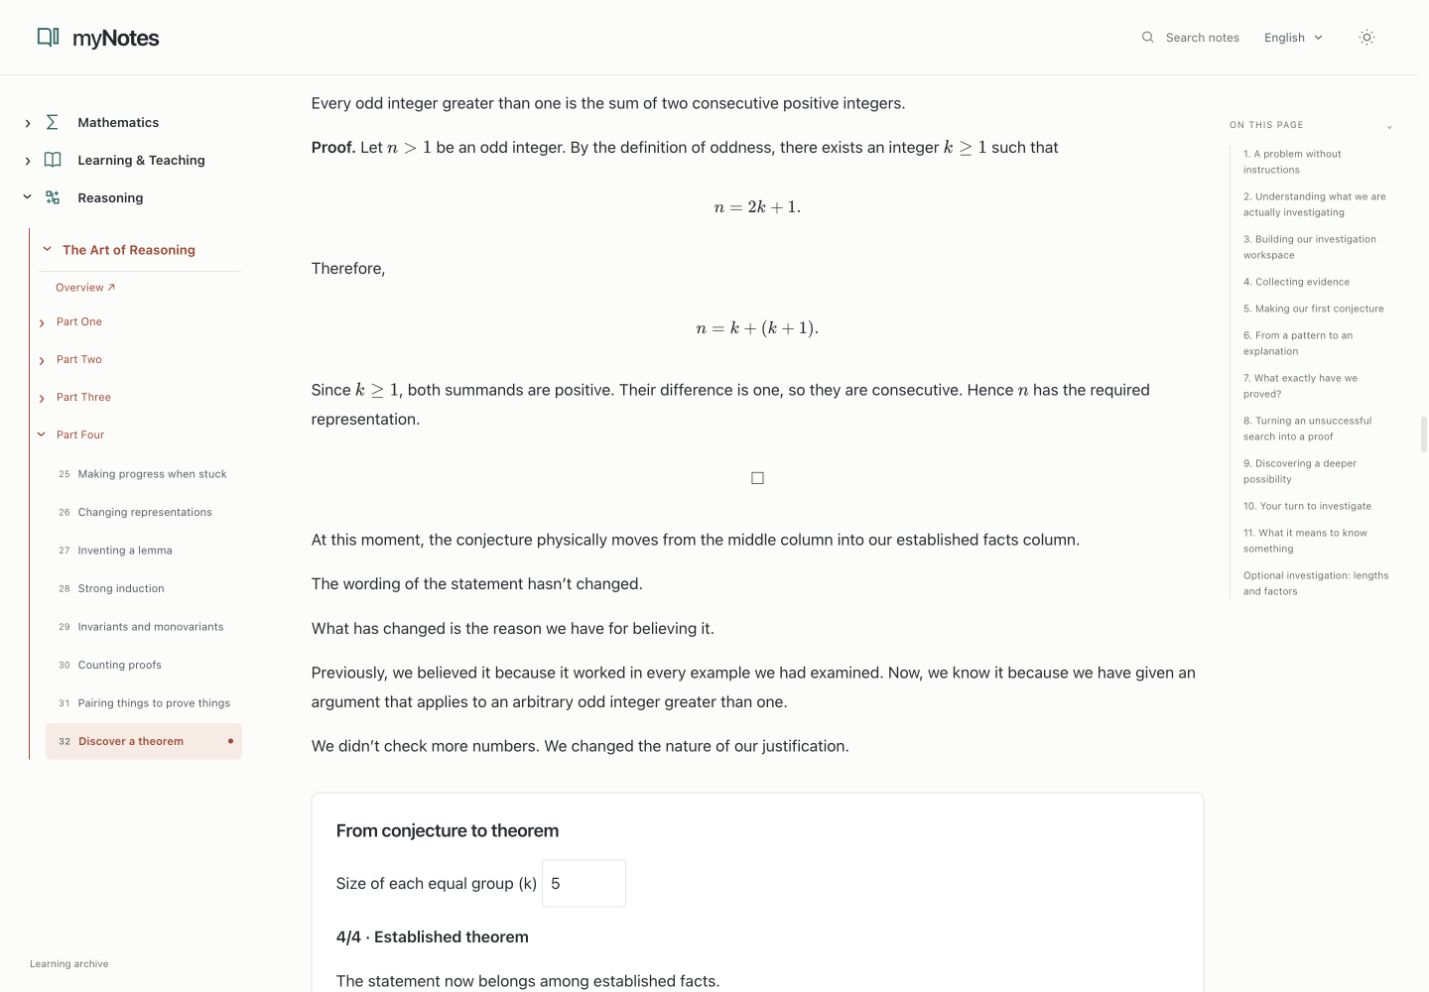 myNotes
Search notes
English
Mathematics
Learning & Teaching
Reasoning
The Art of Reasoning
Overview ↗
Part One
Part Two
Part Three
Part Four
25 Making progress when stuck
26 Changing representations
27 Inventing a lemma
28 Strong induction
29 Invariants and monovariants
30 Counting proofs
31 Pairing things to prove things
32 Discover a theorem
Learning archive
Every odd integer greater than one is the sum of two consecutive positive integers.
Proof. Let n > 1 be an odd integer. By the definition of oddness, there exists an integer k ≥ 1 such that
n = 2k + 1.
Therefore,
n = k + (k + 1).
Since k ≥ 1, both summands are positive. Their difference is one, so they are consecutive. Hence n has the required
representation.
□
At this moment, the conjecture physically moves from the middle column into our established facts column.
The wording of the statement hasn’t changed.
What has changed is the reason we have for believing it.
Previously, we believed it because it worked in every example we had examined. Now, we know it because we have given an
argument that applies to an arbitrary odd integer greater than one.
We didn’t check more numbers. We changed the nature of our justification.
From conjecture to theorem
Size of each equal group (k) 5
4/4 · Established theorem
The statement now belongs among established facts.
ON THIS PAGE
1. A problem without
instructions
2. Understanding what we are
actually investigating
3. Building our investigation
workspace
4. Collecting evidence
5. Making our first conjecture
6. From a pattern to an
explanation
7. What exactly have we
proved?
8. Turning an unsuccessful
search into a proof
9. Discovering a deeper
possibility
10. Your turn to investigate
11. What it means to know
something
Optional investigation: lengths
and factors